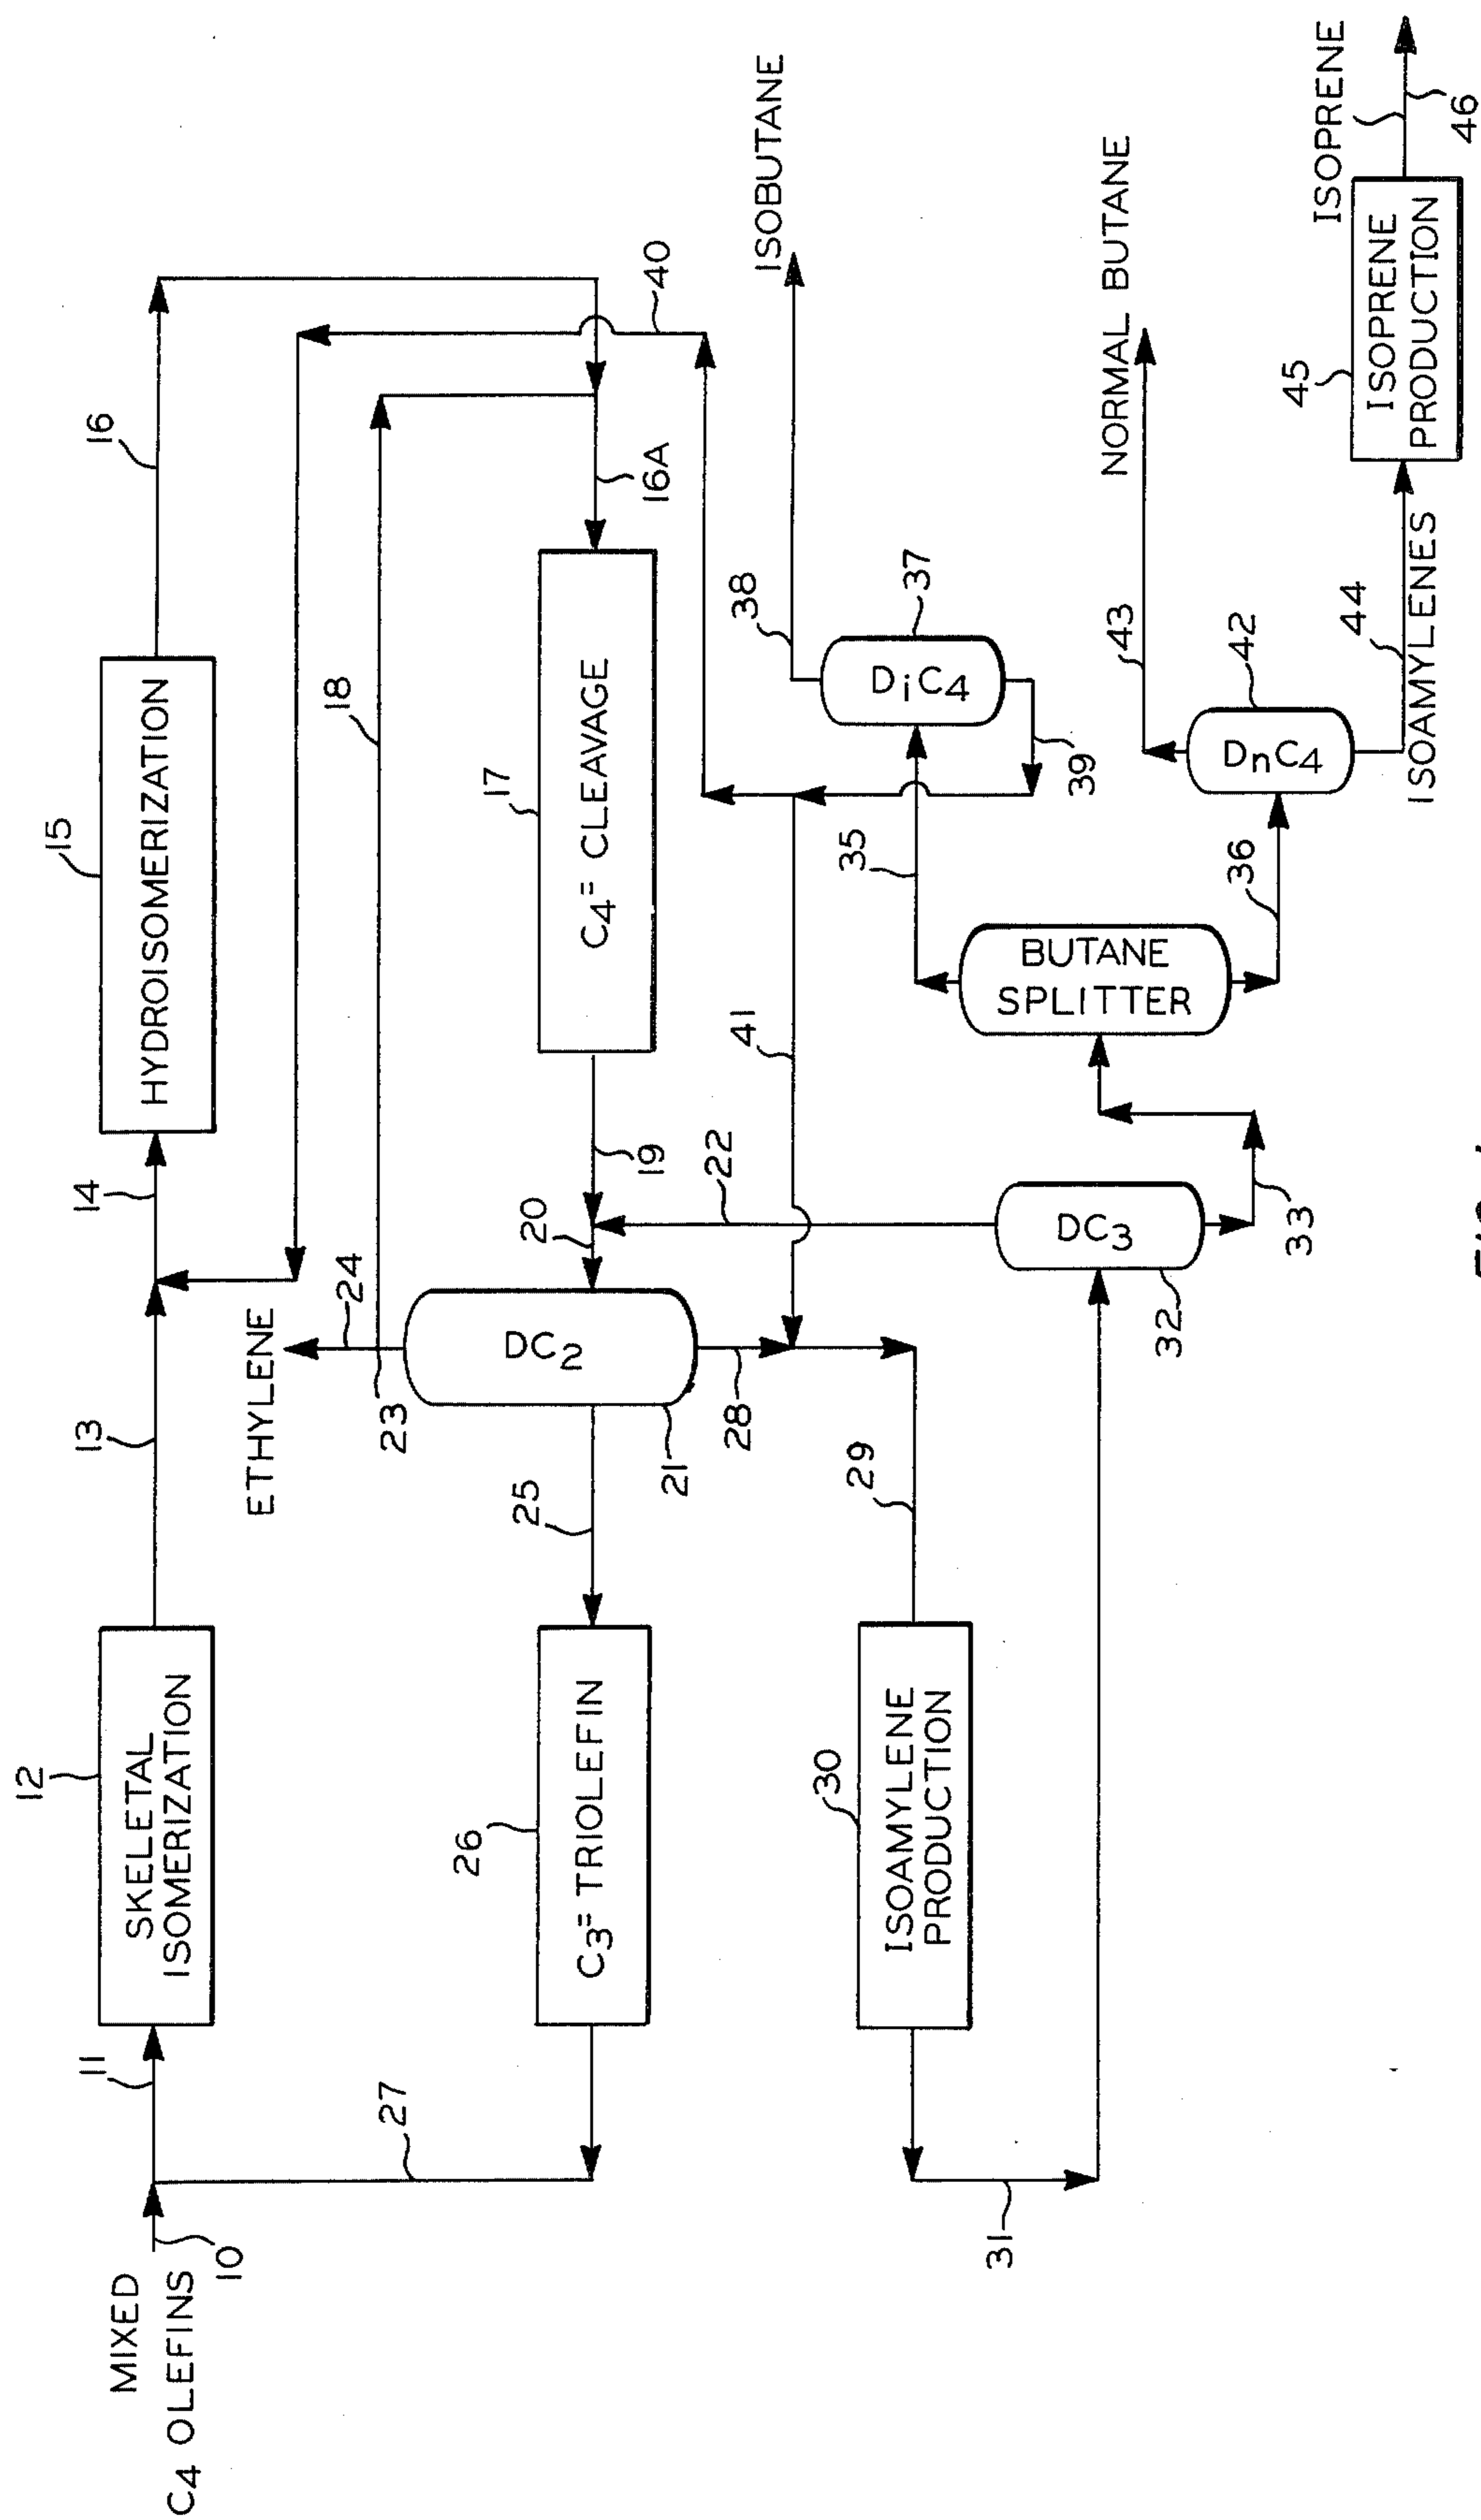 MIXED
C4 OLEFINS
10
11
12
SKELETAL
ISOMERIZATION
13
14
15
HYDROISOMERIZATION
16
ETHYLENE
24
23
18
27
26
C3= TRIOLEFIN
25
21
DC2
20
19
17
C4= CLEAVAGE
16A
40
28
22
41
38
ISOBUTANE
31
30
ISOAMYLENE
PRODUCTION
29
35
39
DiC4
37
32
DC3
33
BUTANE
SPLITTER
36
43
NORMAL BUTANE
DnC4
42
44
ISOAMYLENES
45
ISOPRENE
PRODUCTION
ISOPRENE
46